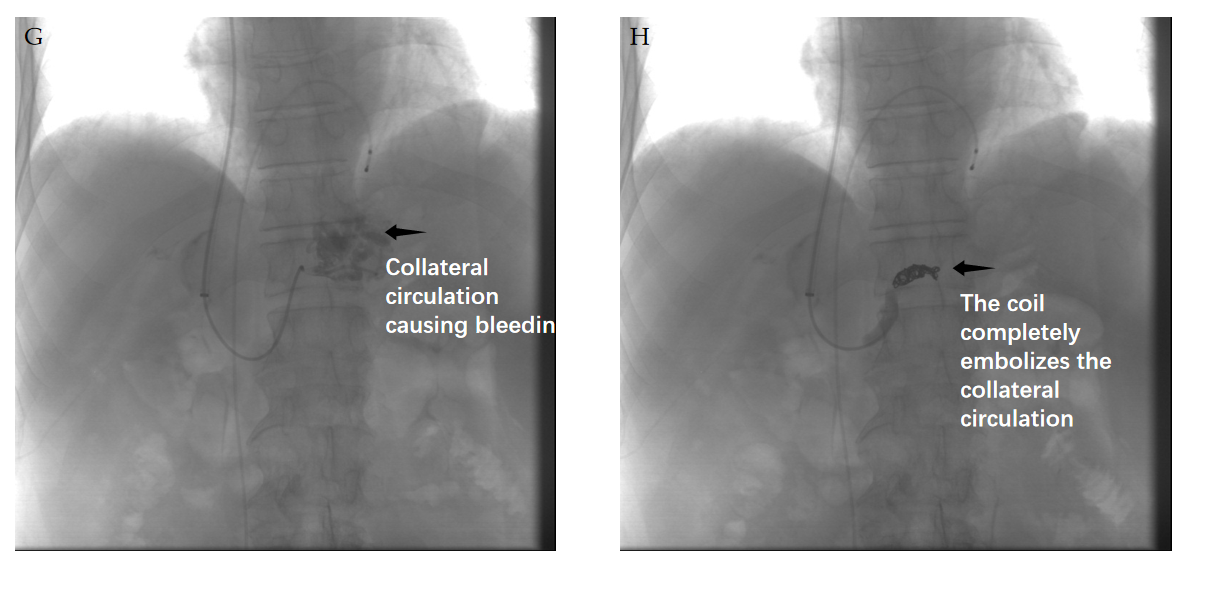 G
Collateral
circulation
causing bleedin
H
The coil
completely
embolizes the
collateral
circulation